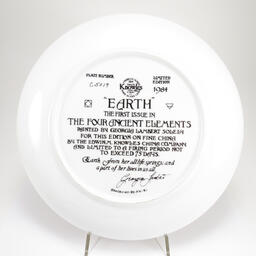 PLATE NUMBER
Knowles
LIMITED EDITION
1984
"EARTH"
THE FIRST ISSUE IN
THE FOUR ANCIENT ELEMENTS
PAINTED BY GEORGIA LAMBERT
FOR THIS EDITION ON FINE CHINA
BY THE EDWIN M. KNOWLES CHINA COMPANY
AND LIMITED TO A FIRING PERIOD NOT
TO EXCEED 75 DAYS.
Earth gives her all life springs, and
a part of her lives in us all.